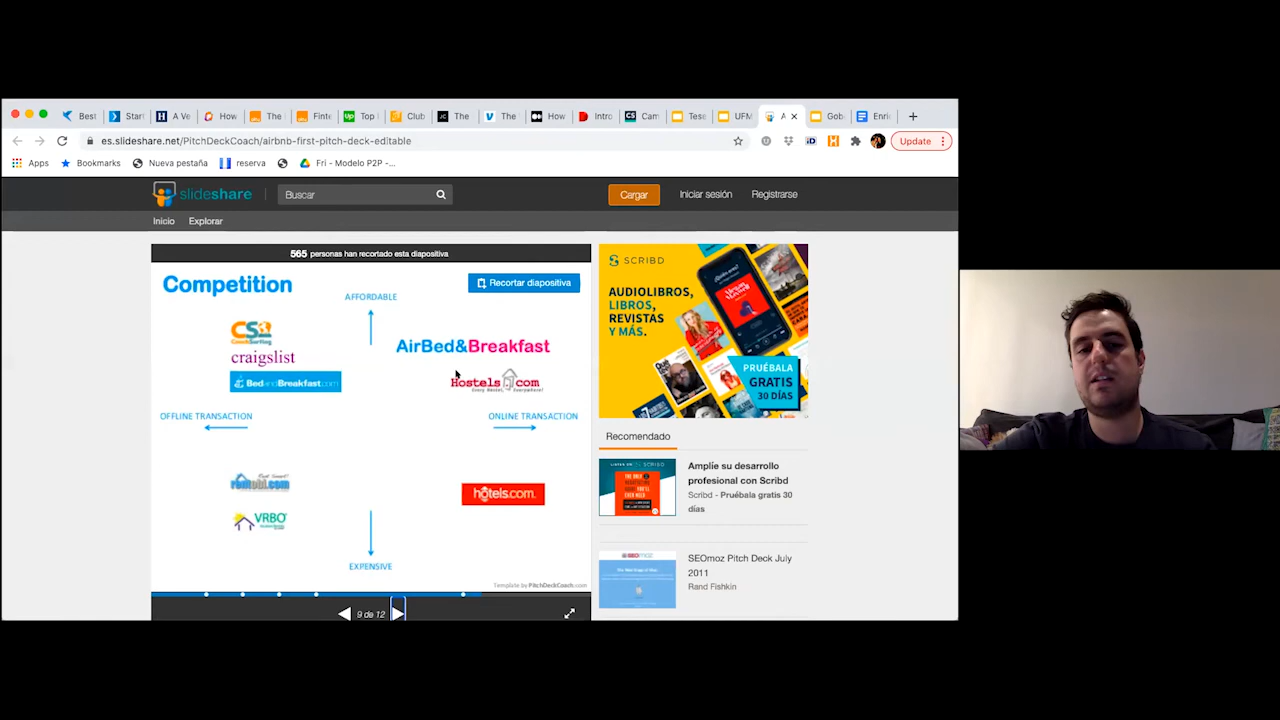 Best
Start
A Ve
How
The
Finte
Top
Club
The
The
How
Intro
Cam
Tese
UFM
A
Gob
Enric
es.slideshare.net/PitchDeckCoach/airbnb-first-pitch-deck-editable
Update
Apps
Bookmarks
Nueva pestaña
reserva
Fri - Modelo P2P -...
slideshare
Buscar
Cargar
Iniciar sesión
Registrarse
Inicio
Explorar
565 personas han recortado esta diapositiva
Competition
Recortar diapositiva
AFFORDABLE
CS
CouchSurfing
craigslist
BedandBreakfast.com
AirBed&Breakfast
Hostels.com
OFFLINE TRANSACTION
ONLINE TRANSACTION
VRBO
hotels.com
EXPENSIVE
Template by PitchDeckCoach.com
9 de 12
SCRIBD
AUDIOLIBROS,
LIBROS,
REVISTAS
Y MÁS.
PRUÉBALA
GRATIS
30 DÍAS
Recomendado
Amplíe su desarrollo
profesional con Scribd
Scribd - Pruébala gratis 30
días
SEOmoz Pitch Deck July
2011
Rand Fishkin